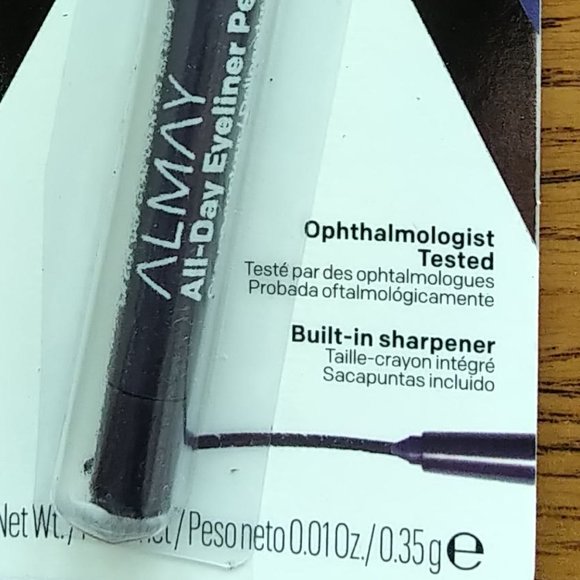 ALMAY
All-Day Eyeliner Pe
Ophthalmologist
Tested
Testé par des ophtalmologues
Probada oftalmológicamente
Built-in sharpener
Taille-crayon intégré
Sacapuntas incluido
Net Wt./ / Peso neto 0.01 Oz./ 0.35 g e